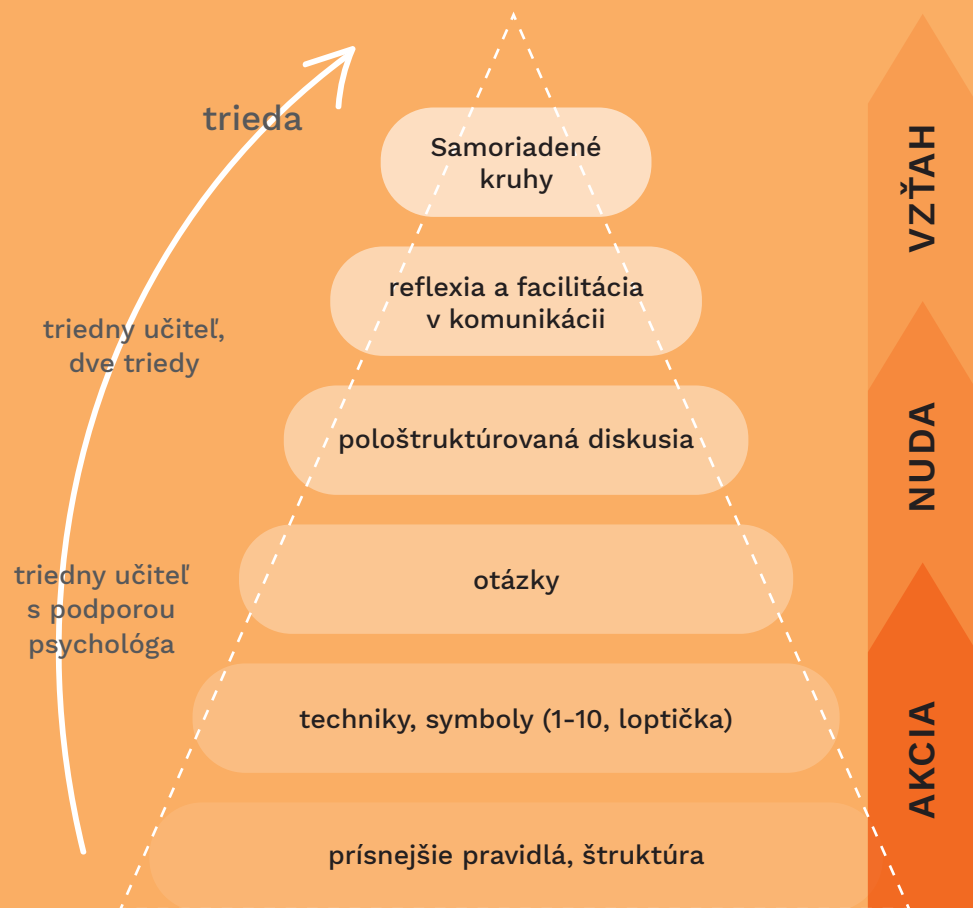 trieda
Samoriadené
kruhy
VZŤAH
reflexia a facilitácia
v komunikácii
triedny učiteľ,
dve triedy
pološtruktúrovaná diskusia
NUDA
otázky
triedny učiteľ
s podporou
psychológa
techniky, symboly (1-10, loptička)
AKCIA
prísnejšie pravidlá, štruktúra